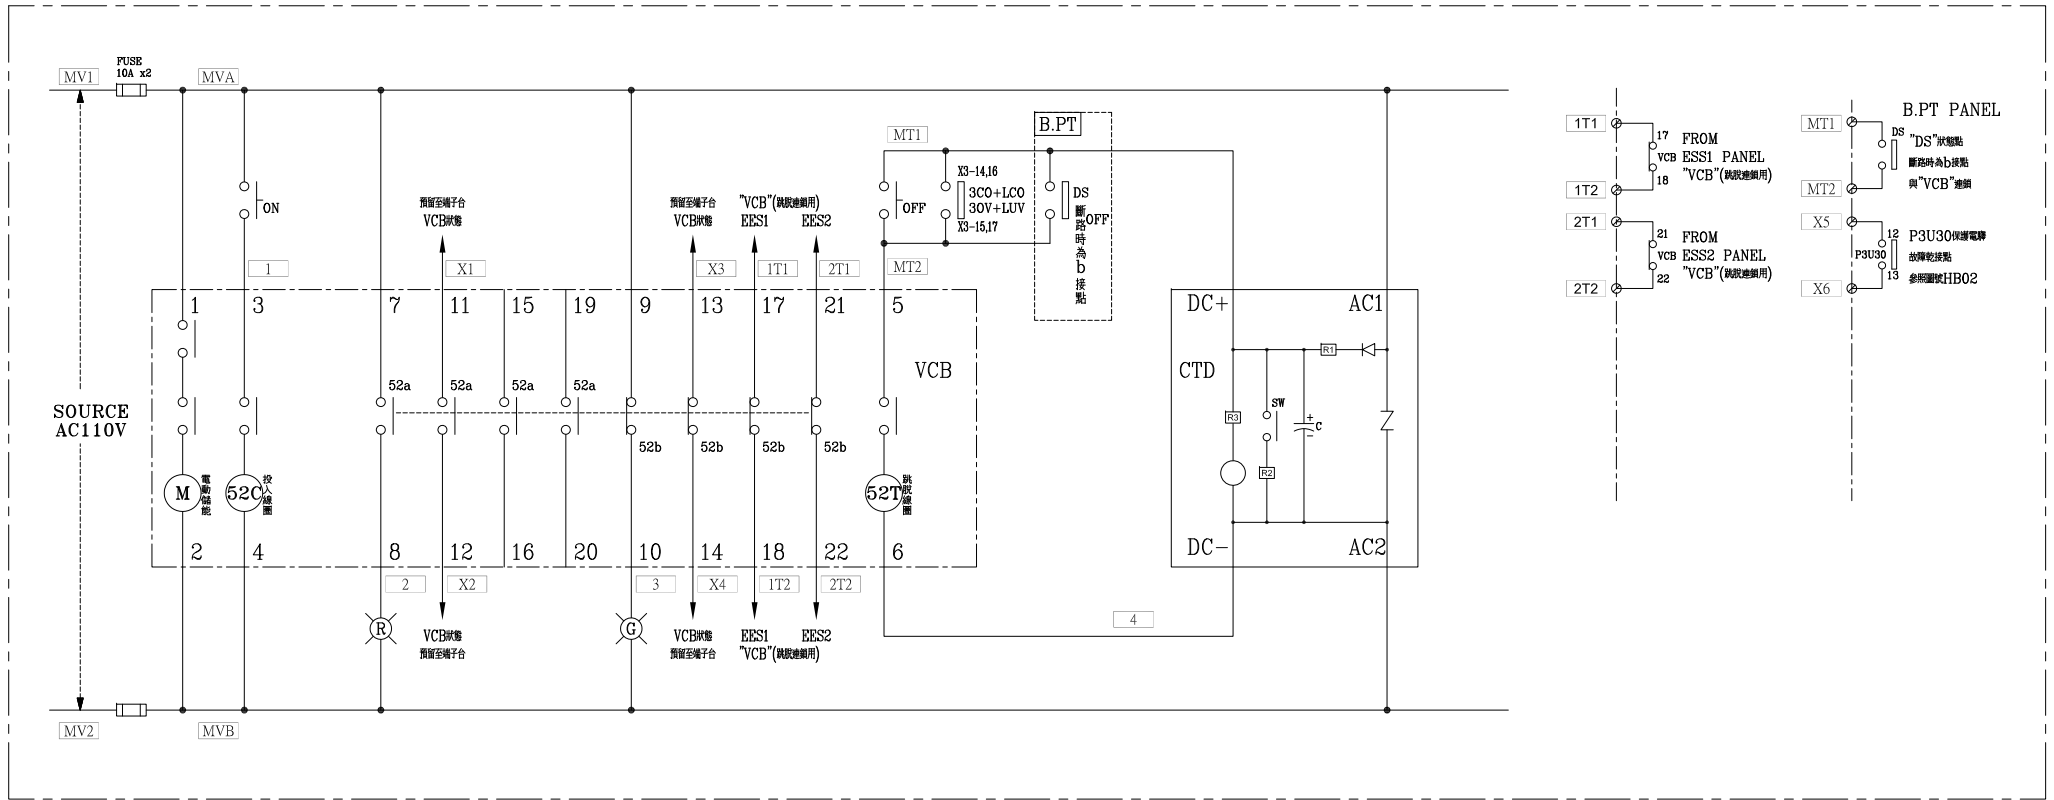 FUSE
10A x2
MV1
MVA
SOURCE
AC110V
MV2
MVB
ON
1
1
3
7
11
15
19
9
13
17
21
5
預留至端子台
VCB狀態
X1
預留至端子台
VCB狀態
X3
"VCB"(跳脫連鎖用)
EES1
1T1
EES2
2T1
MT1
OFF
X3-14,16
3CO+LCO
3OV+LUV
X3-15,17
MT2
B.PT
DS
OFF
斷路時為b接點
VCB
52a
52a
52a
52a
52b
52b
52b
52b
M
電動儲能
52C
投入線圈
52T
跳脫線圈
2
4
8
12
16
20
10
14
18
22
6
2
X2
3
X4
1T2
2T2
4
R
G
VCB狀態
預留至端子台
VCB狀態
預留至端子台
EES1
"VCB"(跳脫連鎖用)
EES2
DC+
AC1
CTD
R1
R3
SW
+
C
−
R2
DC−
AC2
1T1
17
VCB
18
1T2
FROM
ESS1 PANEL
"VCB"(跳脫連鎖用)
2T1
21
VCB
22
2T2
FROM
ESS2 PANEL
"VCB"(跳脫連鎖用)
B.PT PANEL
MT1
DS
"DS"狀態點
斷路時為b接點
與"VCB"連鎖
MT2
X5
12
P3U30
13
X6
P3U30保護電驛
故障乾接點
參照圖號HB02